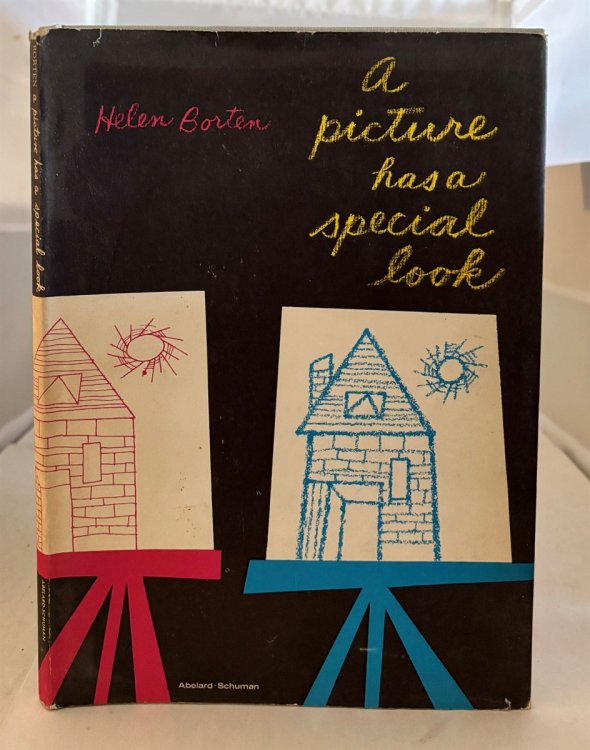 Helen Borten
a
picture
has a
special
look
Abelard-Schuman
BORTEN a picture has a special look ABELARD-SCHUMAN